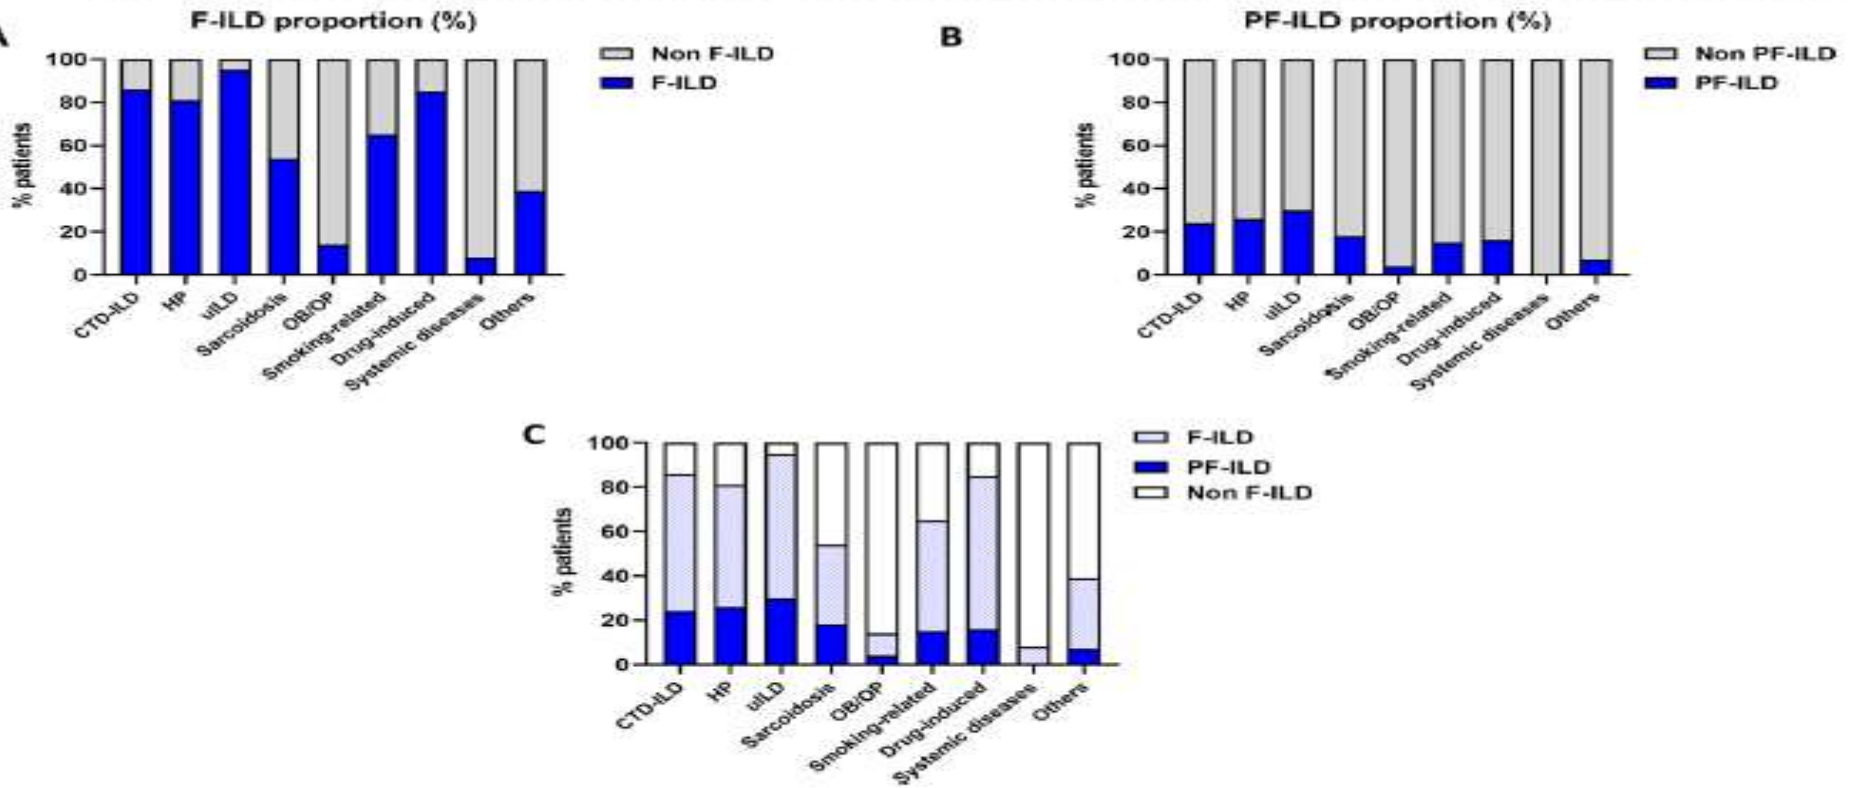 A
F-ILD proportion (%)
Non F-ILD
F-ILD
% patients
100
80
60
40
20
0
CTD-ILD
HP
uILD
Sarcoidosis
OB/OP
Smoking-related
Drug-induced
Systemic diseases
Others
B
PF-ILD proportion (%)
Non PF-ILD
PF-ILD
% patients
100
80
60
40
20
0
CTD-ILD
HP
uILD
Sarcoidosis
OB/OP
Smoking-related
Drug-induced
Systemic diseases
Others
C
F-ILD
PF-ILD
Non F-ILD
% patients
100
80
60
40
20
0
CTD-ILD
HP
uILD
Sarcoidosis
OB/OP
Smoking-related
Drug-induced
Systemic diseases
Others